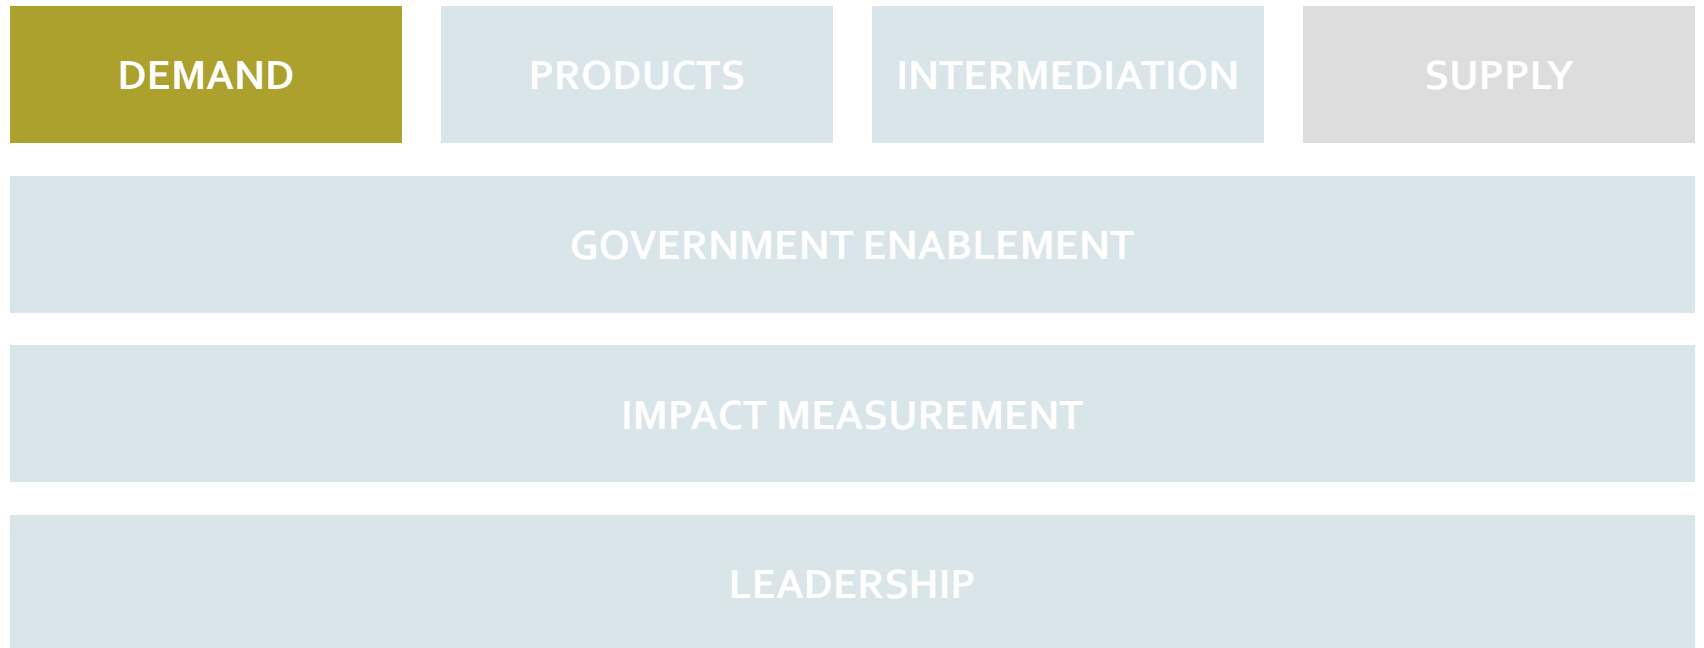 DEMAND
PRODUCTS
INTERMEDIATION
SUPPLY
GOVERNMENT ENABLEMENT
IMPACT MEASUREMENT
LEADERSHIP